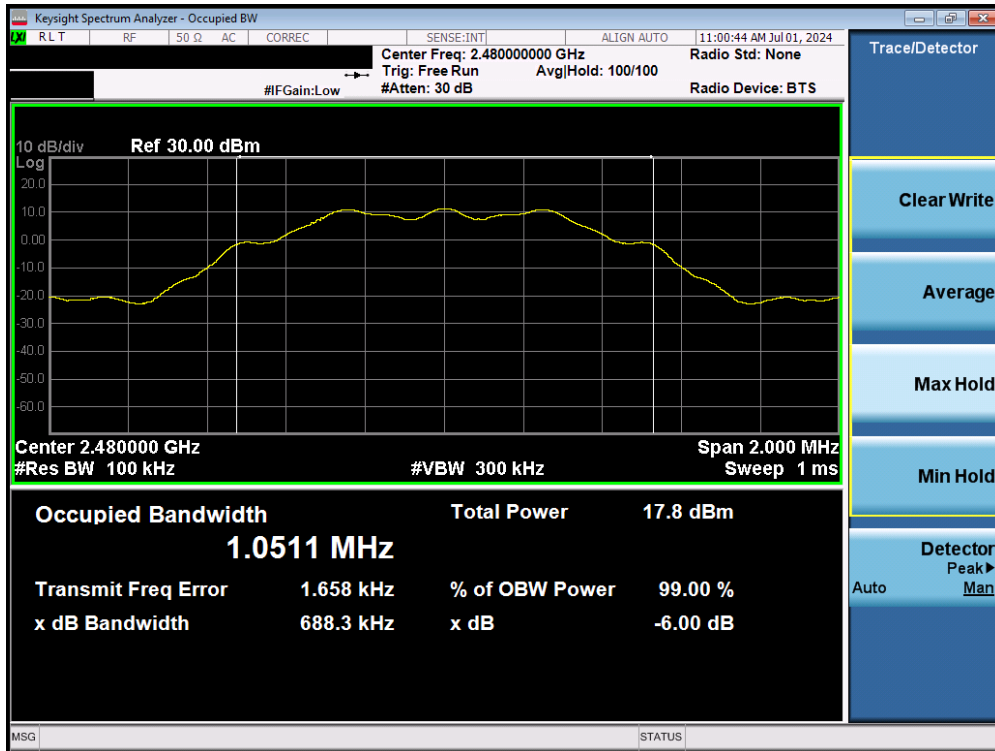 Keysight Spectrum Analyzer - Occupied BW
LXI RLT RF 50 Ω AC CORREC SENSE:INT ALIGN AUTO 11:00:44 AM Jul 01, 2024
Center Freq: 2.480000000 GHz Radio Std: None
Trig: Free Run Avg|Hold: 100/100
#IFGain:Low #Atten: 30 dB Radio Device: BTS
10 dB/div Ref 30.00 dBm
Log
20.0
10.0
0.00
-10.0
-20.0
-30.0
-40.0
-50.0
-60.0
Center 2.480000 GHz Span 2.000 MHz
#Res BW 100 kHz #VBW 300 kHz Sweep 1 ms
Occupied Bandwidth Total Power 17.8 dBm
1.0511 MHz
Transmit Freq Error 1.658 kHz % of OBW Power 99.00 %
x dB Bandwidth 688.3 kHz x dB -6.00 dB
MSG STATUS
Trace/Detector
Clear Write
Average
Max Hold
Min Hold
Detector
Peak▶
Auto Man